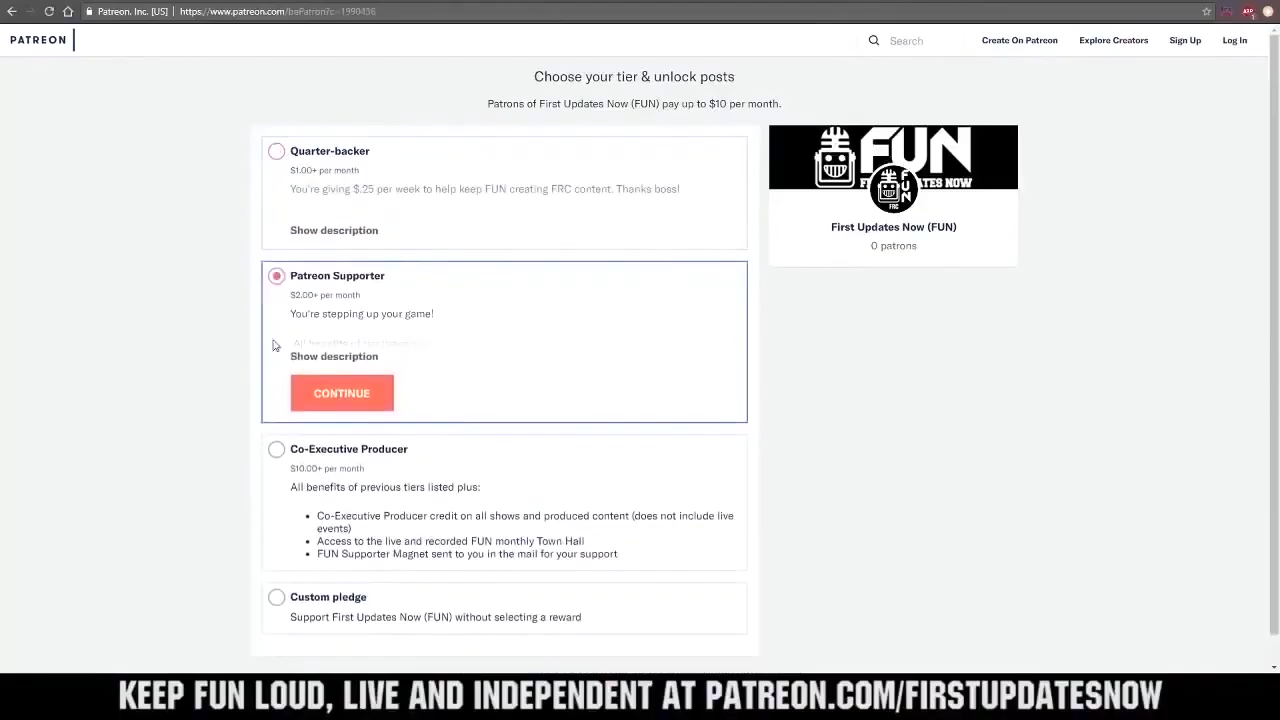 Patreon, Inc. [US] | https://www.patreon.com/bePatron?c=1990436
PATREON
Search
Create On Patreon
Explore Creators
Sign Up
Log In
Choose your tier & unlock posts
Patrons of First Updates Now (FUN) pay up to $10 per month.
Quarter-backer
$1.00+ per month
You're giving $.25 per week to help keep FUN creating FRC content. Thanks boss!
Show description
Patreon Supporter
$2.00+ per month
You're stepping up your game!
Show description
CONTINUE
Co-Executive Producer
$10.00+ per month
All benefits of previous tiers listed plus:
• Co-Executive Producer credit on all shows and produced content (does not include live
events)
• Access to the live and recorded FUN monthly Town Hall
• FUN Supporter Magnet sent to you in the mail for your support
Custom pledge
Support First Updates Now (FUN) without selecting a reward
FUN
FUN
FRC
First Updates Now (FUN)
0 patrons
KEEP FUN LOUD, LIVE AND INDEPENDENT AT PATREON.COM/FIRSTUPDATESNOW